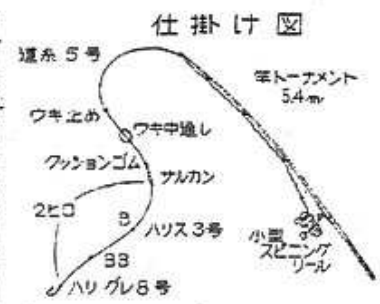 仕掛け図
道糸5号
竿トーナメント
5.4m
ウキ止め
ウキ中通し
クッションゴム
サルカン
2ヒロ
B
ハリス3号
BB
ハリ グレ8号
小型
スピニング
リール